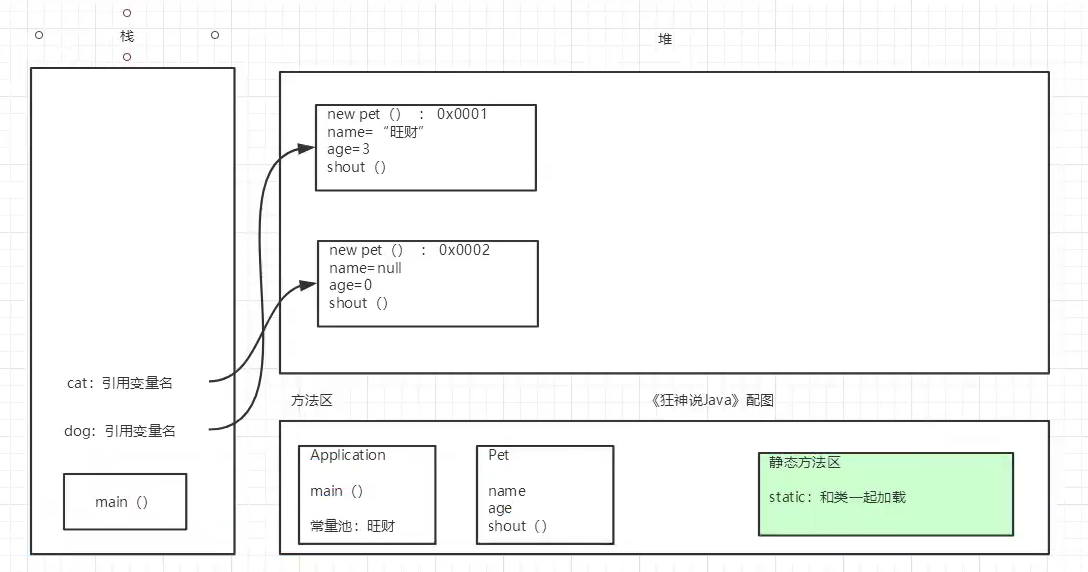 栈
堆
new pet（） ： 0x0001
name= “旺财”
age=3
shout（）
new pet（） ： 0x0002
name=null
age=0
shout（）
cat：引用变量名
dog：引用变量名
main（）
方法区
《狂神说Java》配图
Application
main（）
常量池：旺财
Pet
name
age
shout（）
静态方法区
static：和类一起加载